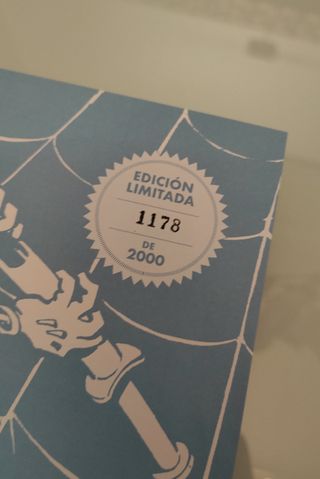 EDICIÓN
LIMITADA
1178
DE
2000